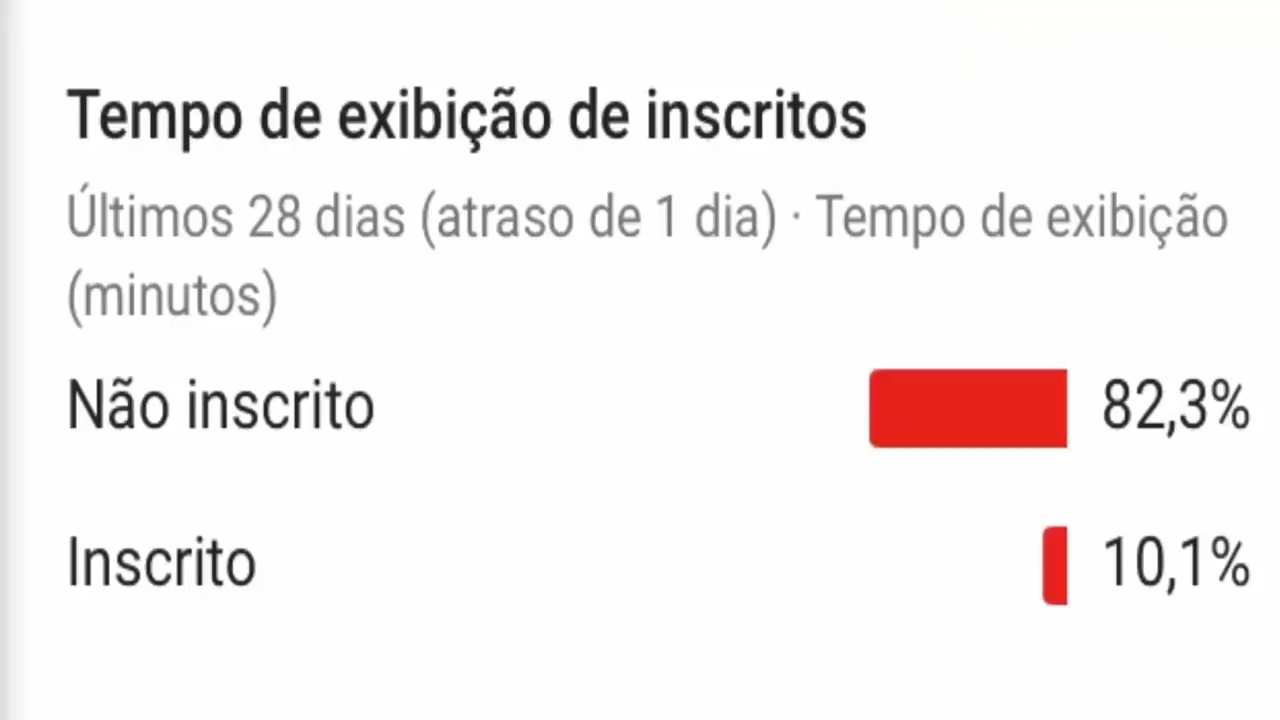 Tempo de exibição de inscritos
Últimos 28 dias (atraso de 1 dia) · Tempo de exibição
(minutos)
Não inscrito 82,3%
Inscrito 10,1%